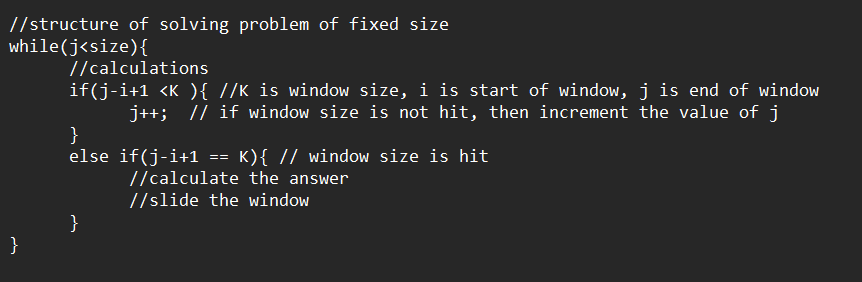 //structure of solving problem of fixed size
while(j<size){
//calculations
if(j-i+1 <K ){ //K is window size, i is start of window, j is end of window
j++;  // if window size is not hit, then increment the value of j
}
else if(j-i+1 == K){ // window size is hit
//calculate the answer
//slide the window
}
}